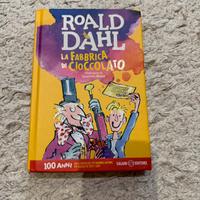 ROALD
DAHL
LA FABBRICA
DI CIOCCOLATO
100 ANNI
SALANI EDITORE